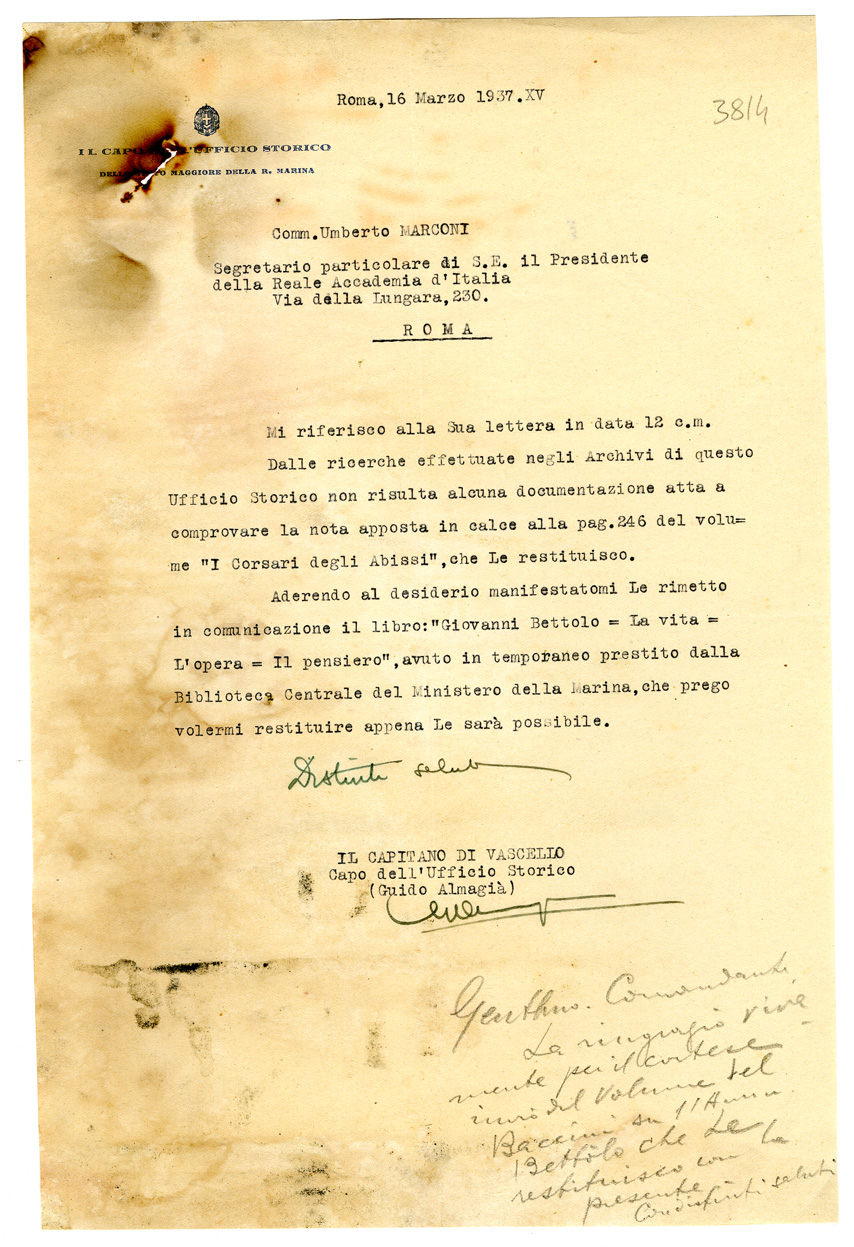 Roma,16 Marzo 1937.XV
3814
IL CAPO L'UFFICIO STORICO
DELLO MAGGIORE DELLA R. MARINA
Comm.Umberto MARCONI
Segretario particolare di S.E. il Presidente
della Reale Accademia d'Italia
Via della Lungara,230.
R O M A
Mi riferisco alla Sua lettera in data 12 c.m.
Dalle ricerche effettuate negli Archivi di questo
Ufficio Storico non risulta alcuna documentazione atta a
comprovare la nota apposta in calce alla pag.246 del volu=
me "I Corsari degli Abissi",che Le restituisco.
Aderendo al desiderio manifestatomi Le rimetto
in comunicazione il libro:"Giovanni Bettolo = La vita =
L'opera = Il pensiero",avuto in temporaneo prestito dalla
Biblioteca Centrale del Ministero della Marina,che prego
volermi restituire appena Le sarà possibile.
Distinti saluti
IL CAPITANO DI VASCELLO
Capo dell'Ufficio Storico
(Guido Almagià)
Gentlmo. Comandante
La ringrazio viva-
mente per il cortese
invio del Volume del
Baccini su l'Amm.
Bettòlo che Le
restituisco con la
presente
Con distinti saluti